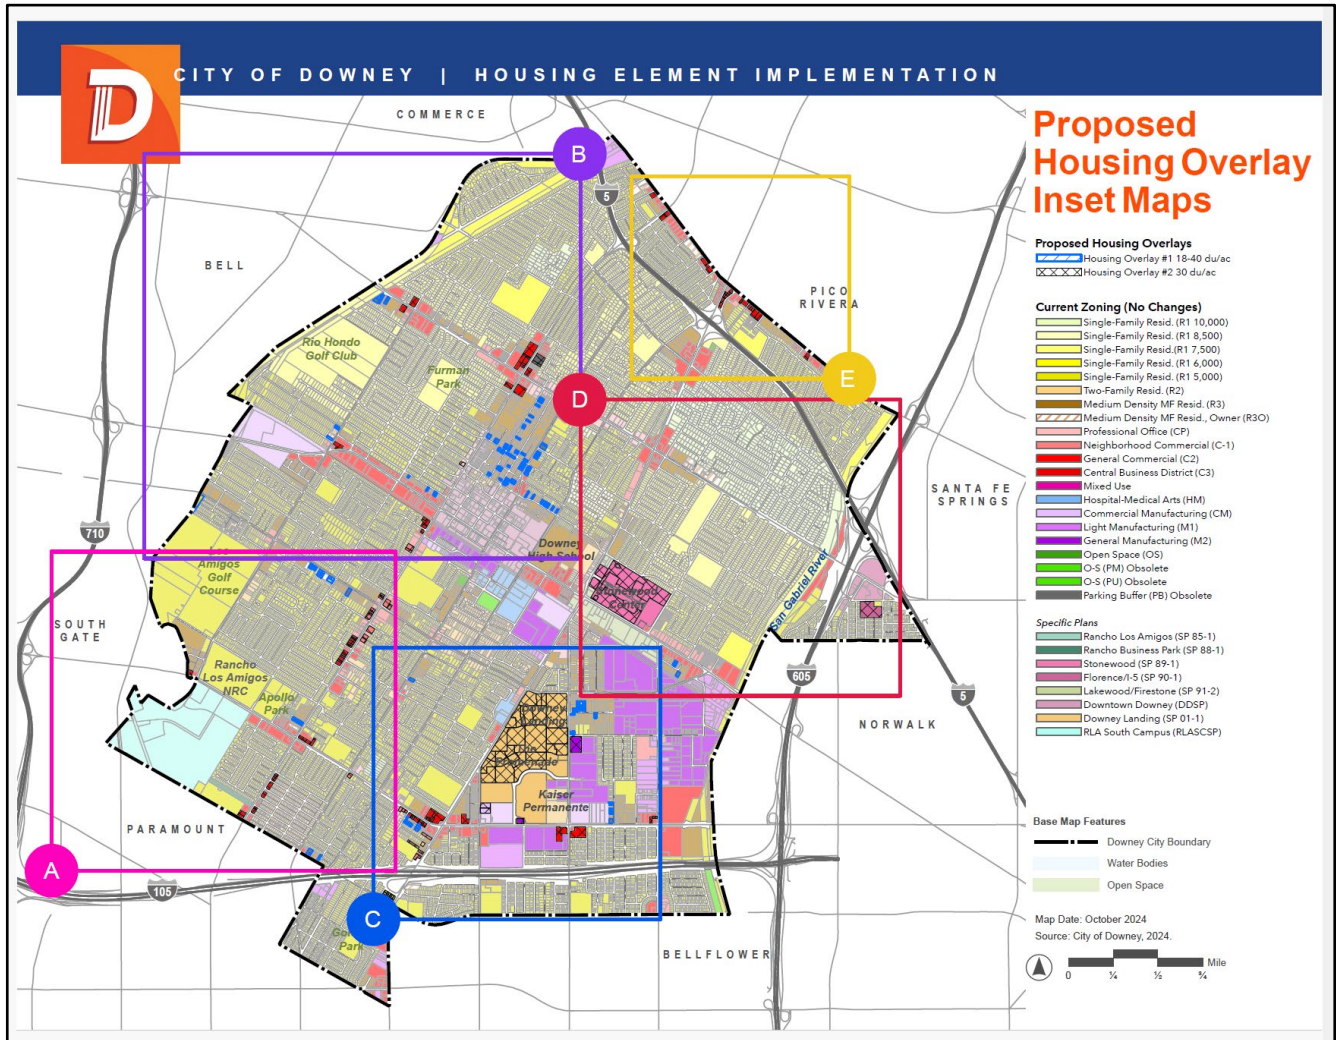 D
CITY OF DOWNEY | HOUSING ELEMENT IMPLEMENTATION
Proposed
Housing Overlay
Inset Maps
Proposed Housing Overlays
Housing Overlay #1 18-40 du/ac
Housing Overlay #2 30 du/ac
Current Zoning (No Changes)
Single-Family Resid. (R1 10,000)
Single-Family Resid. (R1 8,500)
Single-Family Resid.(R1 7,500)
Single-Family Resid. (R1 6,000)
Single-Family Resid. (R1 5,000)
Two-Family Resid. (R2)
Medium Density MF Resid. (R3)
Medium Density MF Resid., Owner (R3O)
Professional Office (CP)
Neighborhood Commercial (C-1)
General Commercial (C2)
Central Business District (C3)
Mixed Use
Hospital-Medical Arts (HM)
Commercial Manufacturing (CM)
Light Manufacturing (M1)
General Manufacturing (M2)
Open Space (OS)
O-S (PM) Obsolete
O-S (PU) Obsolete
Parking Buffer (PB) Obsolete
Specific Plans
Rancho Los Amigos (SP 85-1)
Rancho Business Park (SP 88-1)
Stonewood (SP 89-1)
Florence/I-5 (SP 90-1)
Lakewood/Firestone (SP 91-2)
Downtown Downey (DDSP)
Downey Landing (SP 01-1)
RLA South Campus (RLASCSP)
Base Map Features
Downey City Boundary
Water Bodies
Open Space
Map Date: October 2024
Source: City of Downey, 2024.
0 ¼ ½ ¾ Mile
COMMERCE
B
5
BELL
PICO
RIVERA
Rio Hondo
Golf Club
Furman
Park
E
D
SANTA FE
SPRINGS
710
Downey
High School
Los
Amigos
Golf
Course
Stonewood
Center
San Gabriel River
SOUTH
GATE
Rancho
Los Amigos
NRC
Apollo
Park
605
5
NORWALK
Downey
Landing
The
Promenade
Kaiser
Permanente
PARAMOUNT
A
105
C
Park
BELLFLOWER